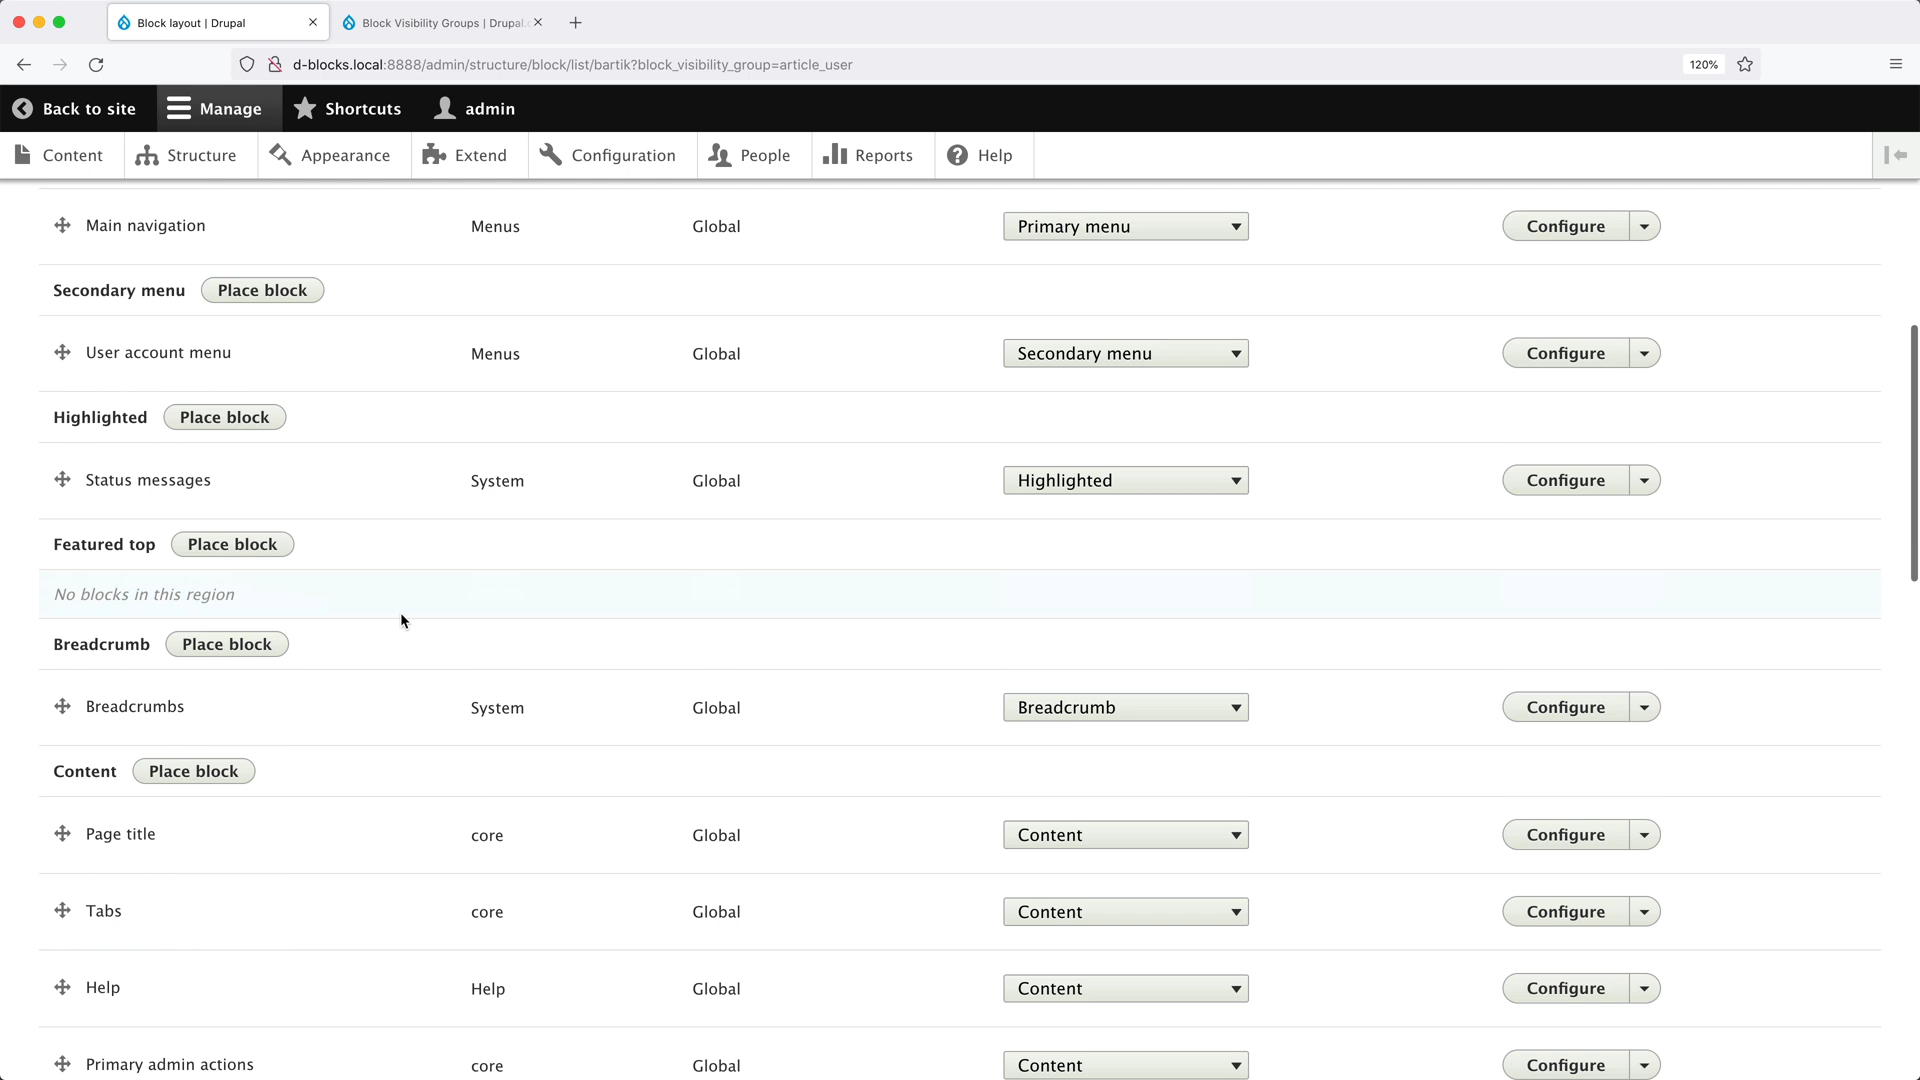 Block layout | Drupal
Block Visibility Groups | Drupal.
d-blocks.local:8888/admin/structure/block/list/bartik?block_visibility_group=article_user
120%
Back to site
Manage
Shortcuts
admin
Content
Structure
Appearance
Extend
Configuration
People
Reports
Help
Main navigation Menus Global Primary menu Configure
Secondary menu Place block
User account menu Menus Global Secondary menu Configure
Highlighted Place block
Status messages System Global Highlighted Configure
Featured top Place block
No blocks in this region
Breadcrumb Place block
Breadcrumbs System Global Breadcrumb Configure
Content Place block
Page title core Global Content Configure
Tabs core Global Content Configure
Help Help Global Content Configure
Primary admin actions core Global Content Configure